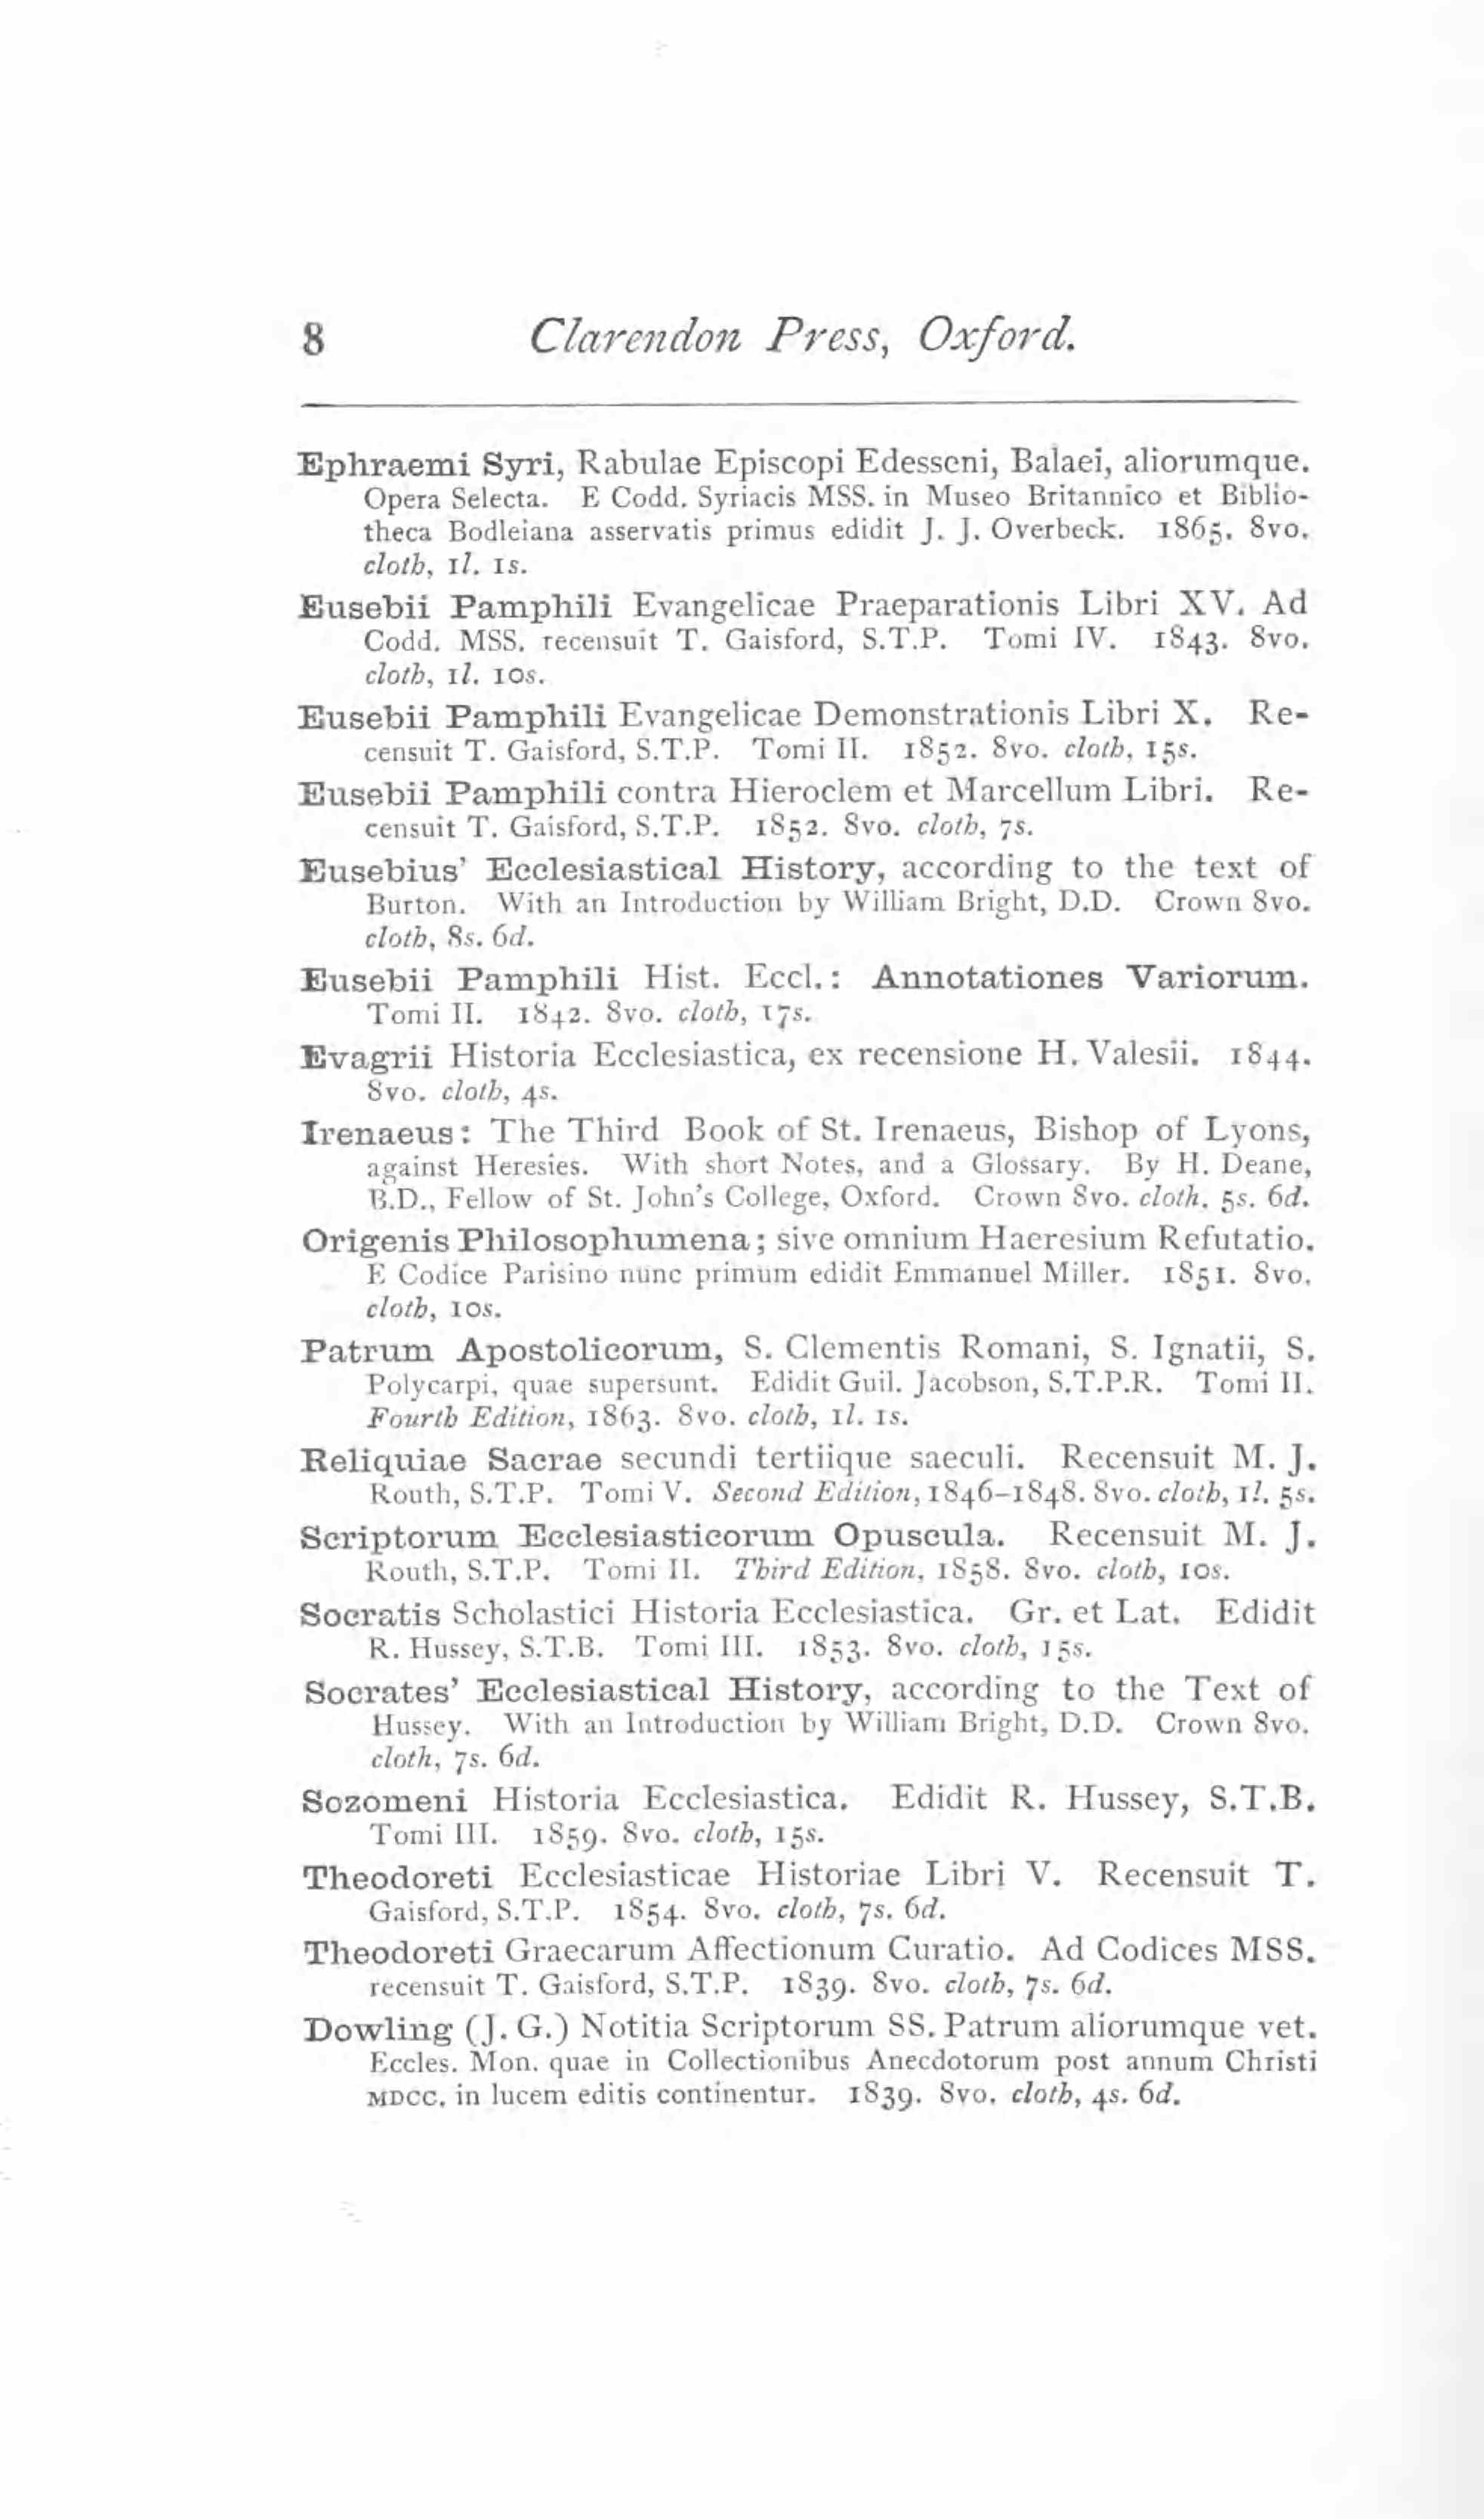 8 Clarendon Press, Oxford.
Ephraemi Syri, Rabulae Episcopi Edesseni, Balaei, aliorumque.
Opera Selecta. E Codd. Syriacis MSS. in Museo Britannico et Biblio-
theca Bodleiana asservatis primus edidit J. J. Overbeck. 1865. 8vo.
cloth, 1l. 1s.
Eusebii Pamphili Evangelicae Praeparationis Libri XV. Ad
Codd. MSS. recensuit T. Gaisford, S.T.P. Tomi IV. 1843. 8vo.
cloth, 1l. 10s.
Eusebii Pamphili Evangelicae Demonstrationis Libri X. Re-
censuit T. Gaisford, S.T.P. Tomi II. 1852. 8vo. cloth, 15s.
Eusebii Pamphili contra Hieroclem et Marcellum Libri. Re-
censuit T. Gaisford, S.T.P. 1852. 8vo. cloth, 7s.
Eusebius' Ecclesiastical History, according to the text of
Burton. With an Introduction by William Bright, D.D. Crown 8vo.
cloth, 8s. 6d.
Eusebii Pamphili Hist. Eccl.: Annotationes Variorum.
Tomi II. 1842. 8vo. cloth, 17s.
Evagrii Historia Ecclesiastica, ex recensione H. Valesii. 1844.
8vo. cloth, 4s.
Irenaeus: The Third Book of St. Irenaeus, Bishop of Lyons,
against Heresies. With short Notes, and a Glossary. By H. Deane,
B.D., Fellow of St. John's College, Oxford. Crown 8vo. cloth, 5s. 6d.
Origenis Philosophumena; sive omnium Haeresium Refutatio.
E Codice Parisino nunc primum edidit Emmanuel Miller. 1851. 8vo.
cloth, 10s.
Patrum Apostolicorum, S. Clementis Romani, S. Ignatii, S.
Polycarpi, quae supersunt. Edidit Guil. Jacobson, S.T.P.R. Tomi II.
Fourth Edition, 1863. 8vo. cloth, 1l. 1s.
Reliquiae Sacrae secundi tertiique saeculi. Recensuit M. J.
Routh, S.T.P. Tomi V. Second Edition, 1846-1848. 8vo. cloth, 1l. 5s.
Scriptorum Ecclesiasticorum Opuscula. Recensuit M. J.
Routh, S.T.P. Tomi II. Third Edition, 1858. 8vo. cloth, 10s.
Socratis Scholastici Historia Ecclesiastica. Gr. et Lat. Edidit
R. Hussey, S.T.B. Tomi III. 1853. 8vo. cloth, 15s.
Socrates' Ecclesiastical History, according to the Text of
Hussey. With an Introduction by William Bright, D.D. Crown 8vo.
cloth, 7s. 6d.
Sozomeni Historia Ecclesiastica. Edidit R. Hussey, S.T.B.
Tomi III. 1859. 8vo. cloth, 15s.
Theodoreti Ecclesiasticae Historiae Libri V. Recensuit T.
Gaisford, S.T.P. 1854. 8vo. cloth, 7s. 6d.
Theodoreti Graecarum Affectionum Curatio. Ad Codices MSS.
recensuit T. Gaisford, S.T.P. 1839. 8vo. cloth, 7s. 6d.
Dowling (J. G.) Notitia Scriptorum SS. Patrum aliorumque vet.
Eccles. Mon. quae in Collectionibus Anecdotorum post annum Christi
MDCC. in lucem editis continentur. 1839. 8vo. cloth, 4s. 6d.